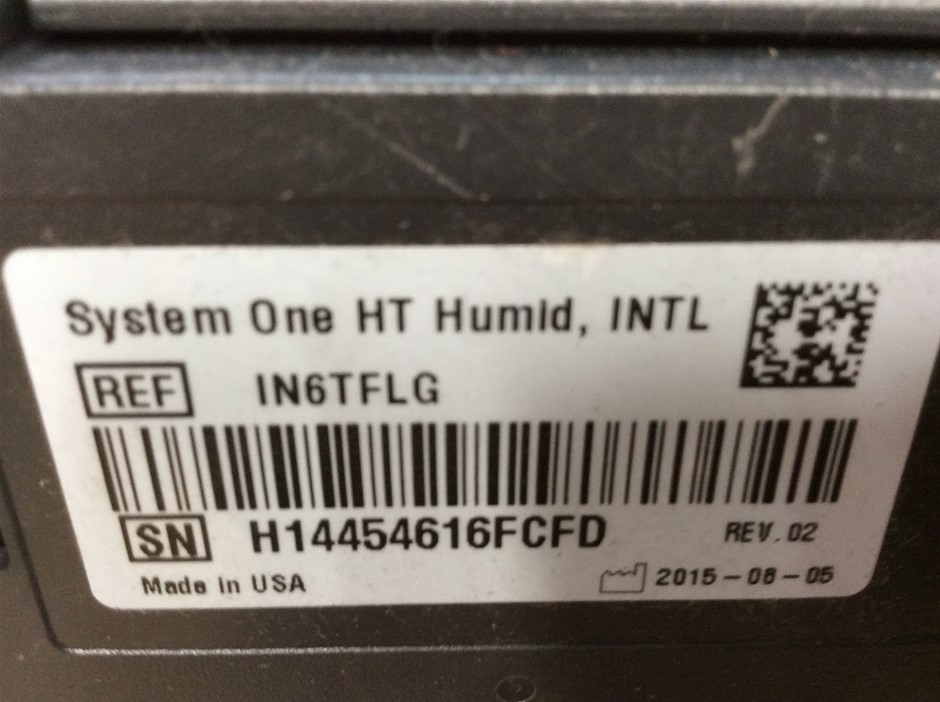 System One HT Humid, INTL
REF IN6TFLG
SN H14454616FCFD REV. 02
Made in USA 2015-08-05